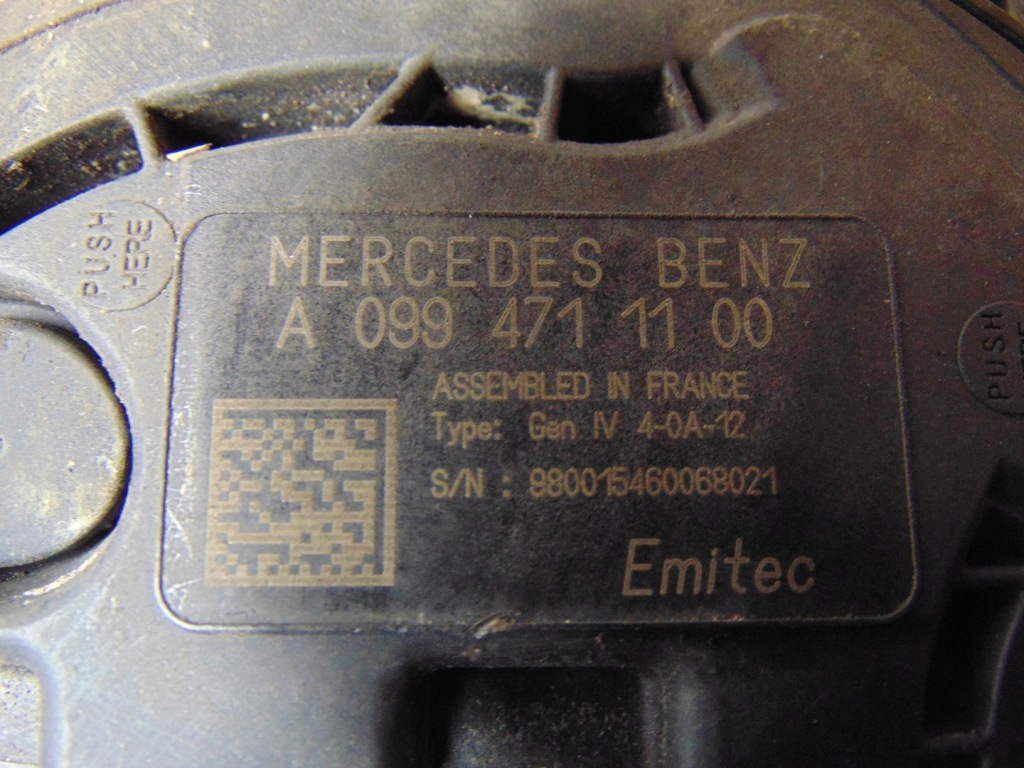 PUSH
HERE
MERCEDES BENZ
A 099 471 11 00
ASSEMBLED IN FRANCE
Type: Gen IV 4-0A-12
S/N : 980015460068021
Emitec
PUSH